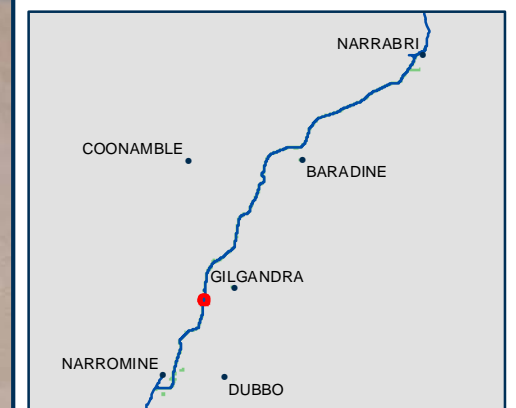 NARRABRI
COONAMBLE
BARADINE
GILGANDRA
NARROMINE
DUBBO